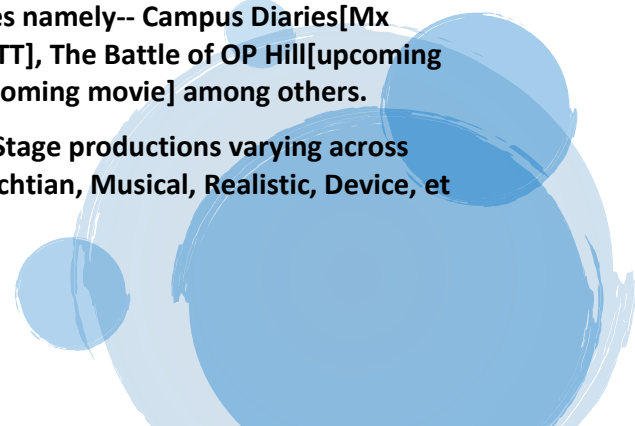 es namely-- Campus Diaries[Mx
TT], The Battle of OP Hill[upcoming
oming movie] among others.
Stage productions varying across
chtian, Musical, Realistic, Device, et